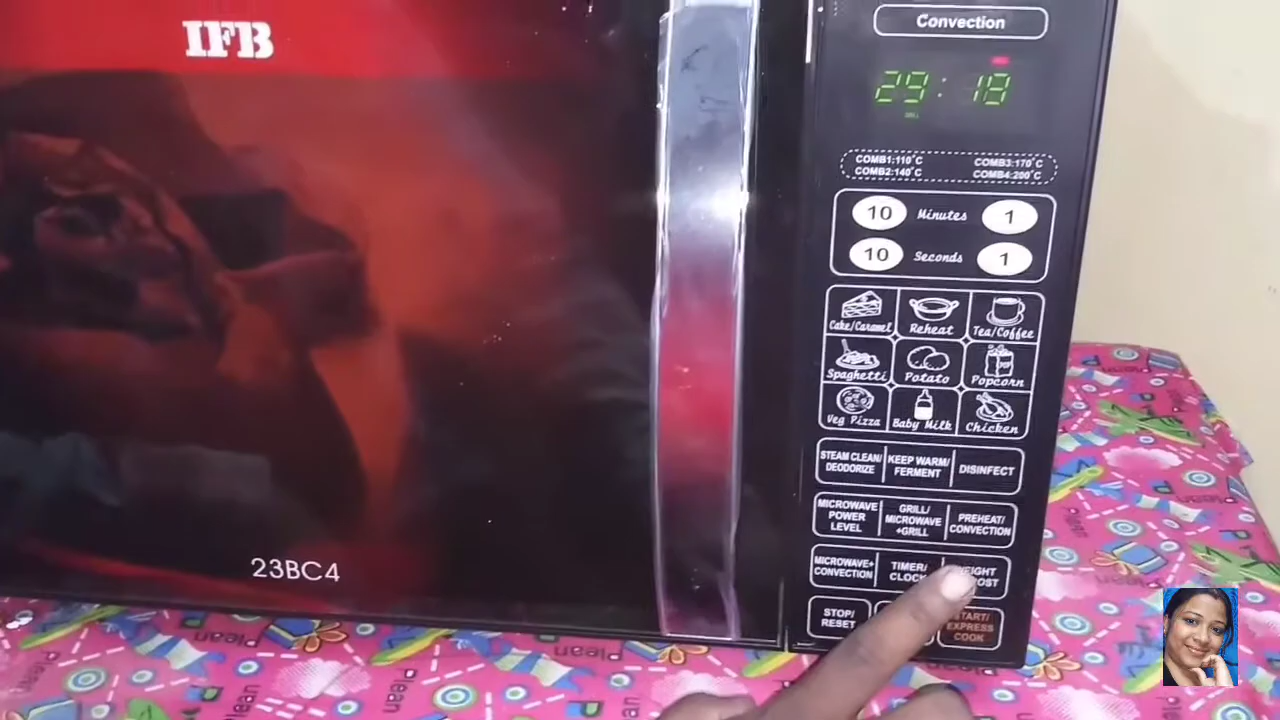 IFB
Convection
29:18
COMB1:110°C COMB3:170°C
COMB2:140°C COMB4:200°C
10 Minutes 1
10 Seconds 1
Cake/Caramel Reheat Tea/Coffee
Spaghetti Potato Popcorn
Veg Pizza Baby Milk Chicken
STEAM CLEAN/
DEODORIZE
KEEP WARM/
FERMENT
DISINFECT
MICROWAVE
POWER
LEVEL
GRILL/
MICROWAVE
+GRILL
PREHEAT/
CONVECTION
MICROWAVE+
CONVECTION
TIMER/
CLOCK
STOP/
RESET
START/
EXPRESS
COOK
23BC4